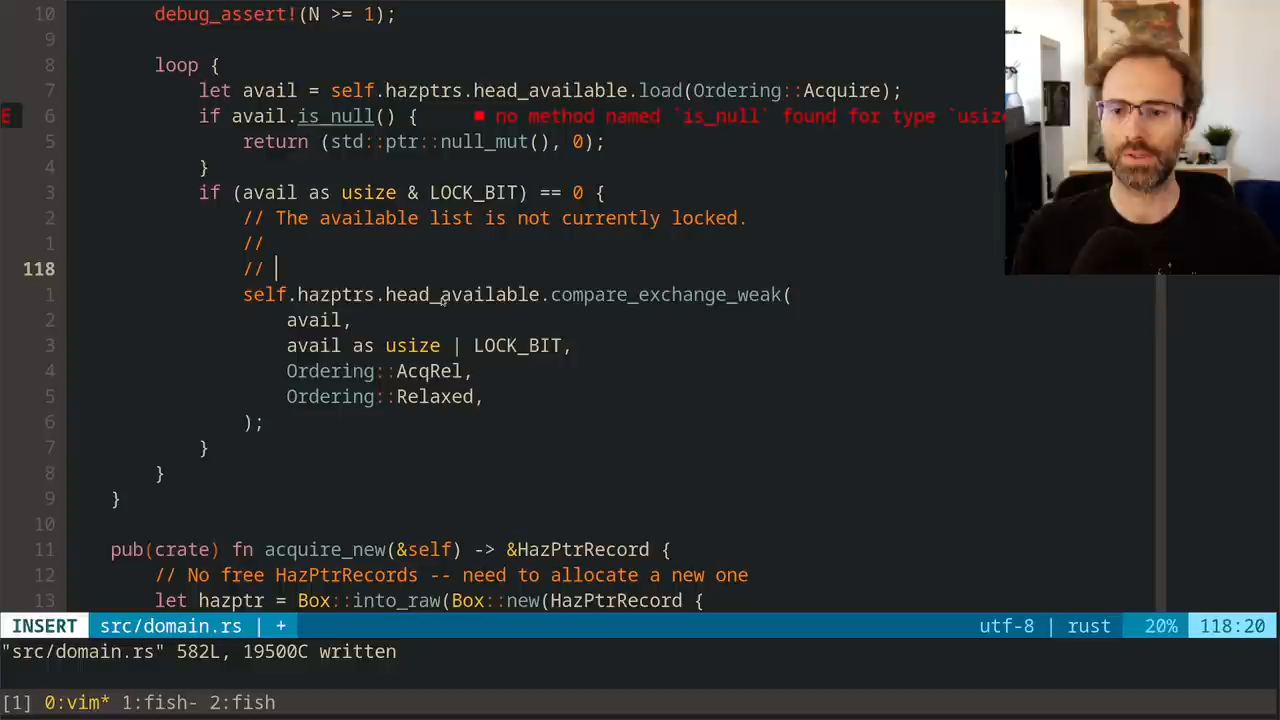 10 debug_assert!(N >= 1);
9
8 loop {
7 let avail = self.hazptrs.head_available.load(Ordering::Acquire);
E 6 if avail.is_null() { ■ no method named `is_null` found for type `usize
5 return (std::ptr::null_mut(), 0);
4 }
3 if (avail as usize & LOCK_BIT) == 0 {
2 // The available list is not currently locked.
1 //
118 //
1 self.hazptrs.head_available.compare_exchange_weak(
2 avail,
3 avail as usize | LOCK_BIT,
4 Ordering::AcqRel,
5 Ordering::Relaxed,
6 );
7 }
8 }
9 }
10
11 pub(crate) fn acquire_new(&self) -> &HazPtrRecord {
12 // No free HazPtrRecords -- need to allocate a new one
13 let hazptr = Box::into_raw(Box::new(HazPtrRecord {
INSERT src/domain.rs | + utf-8 | rust 20% 118:20
"src/domain.rs" 582L, 19500C written
[1] 0:vim* 1:fish- 2:fish